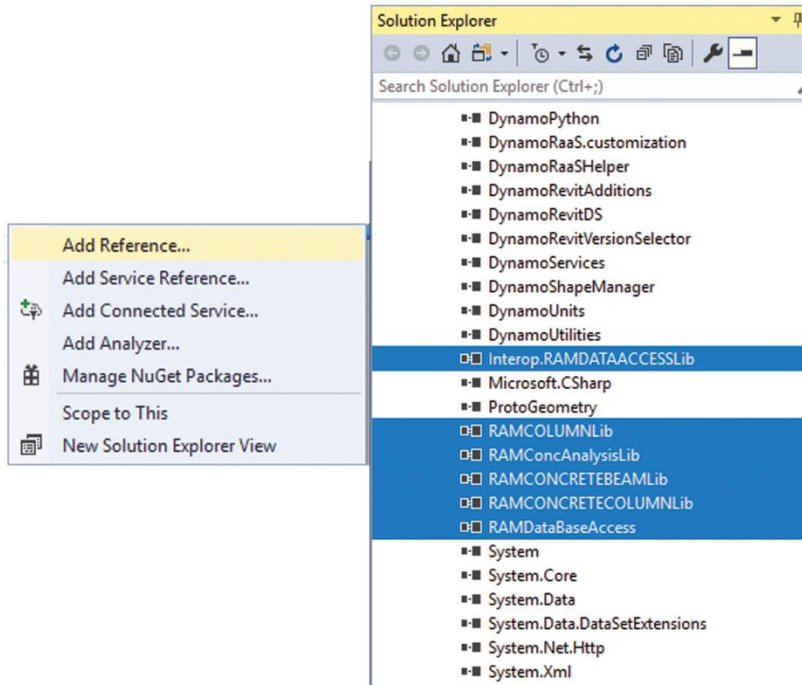 Add Reference...
Add Service Reference...
Add Connected Service...
Add Analyzer...
Manage NuGet Packages...
Scope to This
New Solution Explorer View
Solution Explorer
Search Solution Explorer (Ctrl+;)
DynamoPython
DynamoRaaS.customization
DynamoRaaSHelper
DynamoRevitAdditions
DynamoRevitDS
DynamoRevitVersionSelector
DynamoServices
DynamoShapeManager
DynamoUnits
DynamoUtilities
Interop.RAMDATAACCESSLib
Microsoft.CSharp
ProtoGeometry
RAMCOLUMNLib
RAMConcAnalysisLib
RAMCONCRETEBEAMLib
RAMCONCRETECOLUMNLib
RAMDataBaseAccess
System
System.Core
System.Data
System.Data.DataSetExtensions
System.Net.Http
System.Xml